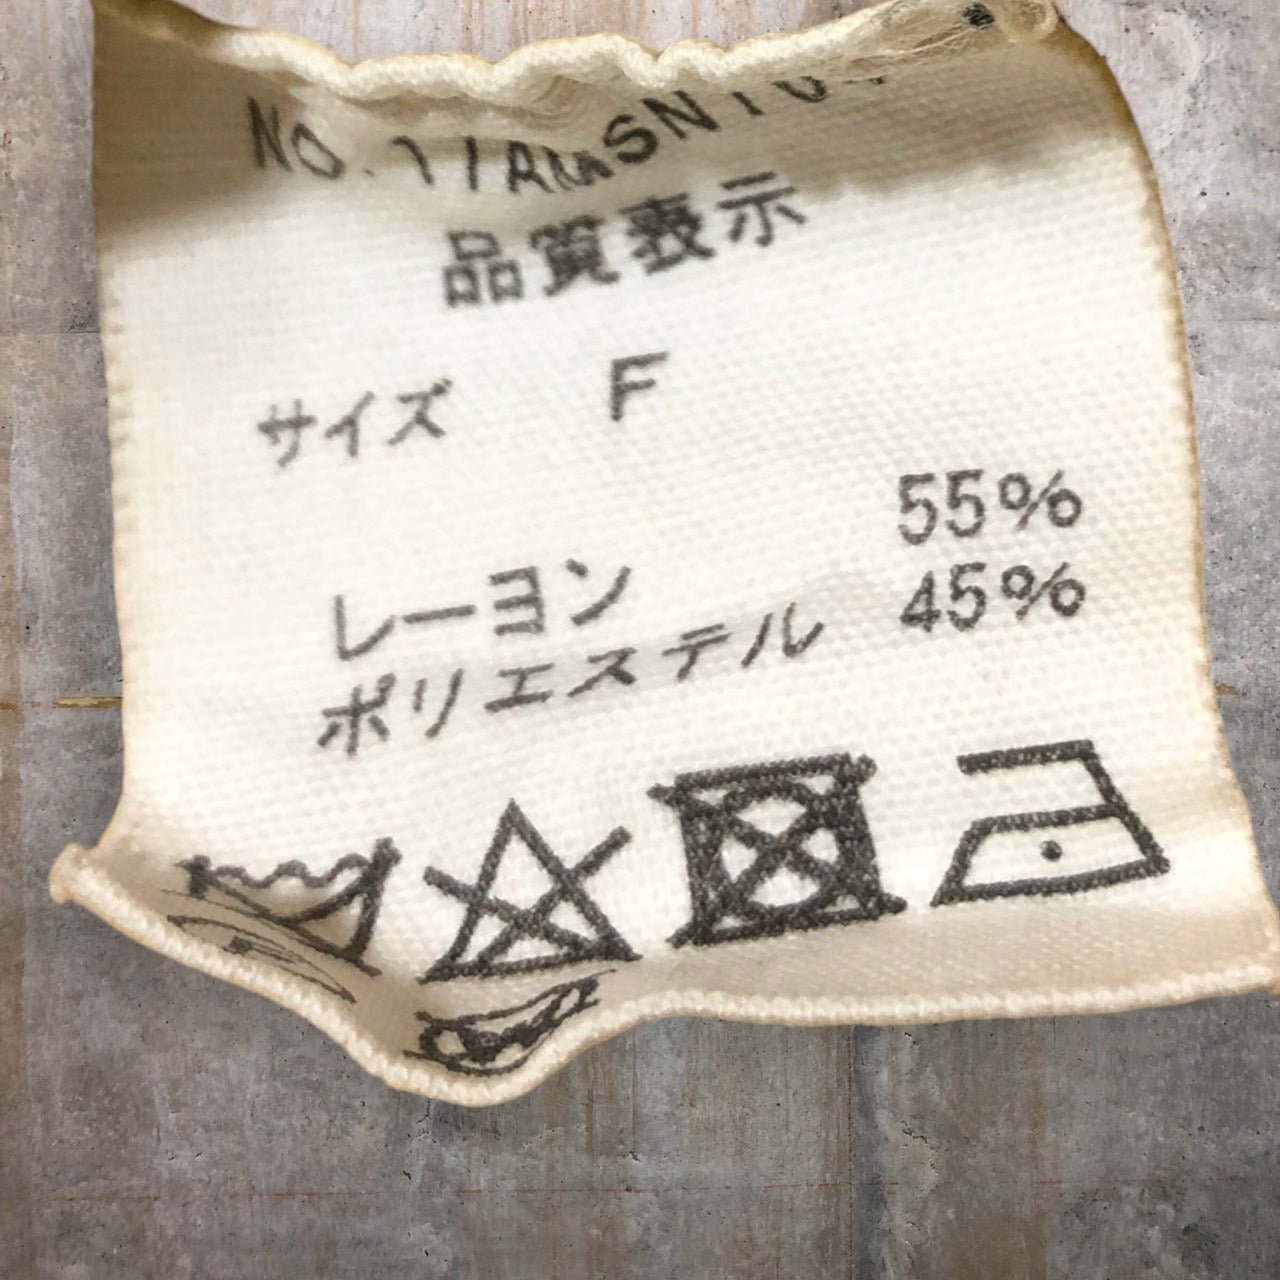 品質表示
サイズ F
55%
レーヨン 45%
ポリエステル